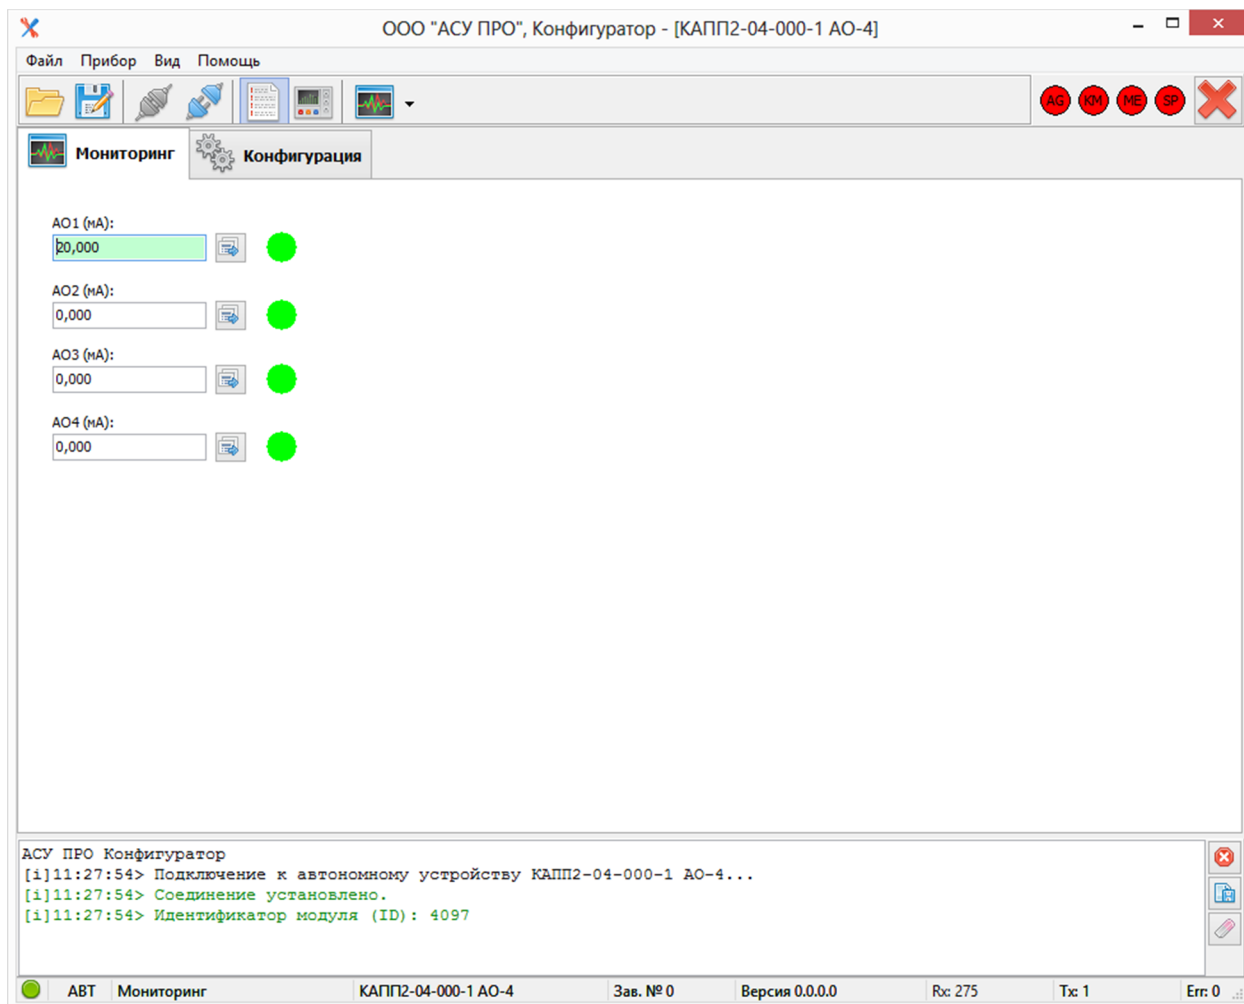 ООО "АСУ ПРО", Конфигуратор - [КАПП2-04-000-1 АО-4]
Файл Прибор Вид Помощь
AG KM ME SP
Мониторинг Конфигурация
АО1 (мА):
20,000
АО2 (мА):
0,000
АО3 (мА):
0,000
АО4 (мА):
0,000
АСУ ПРО Конфигуратор
[i]11:27:54> Подключение к автономному устройству КАПП2-04-000-1 АО-4...
[i]11:27:54> Соединение установлено.
[i]11:27:54> Идентификатор модуля (ID): 4097
АВТ Мониторинг КАПП2-04-000-1 АО-4 Зав. № 0 Версия 0.0.0.0 Rx: 275 Tx: 1 Err: 0